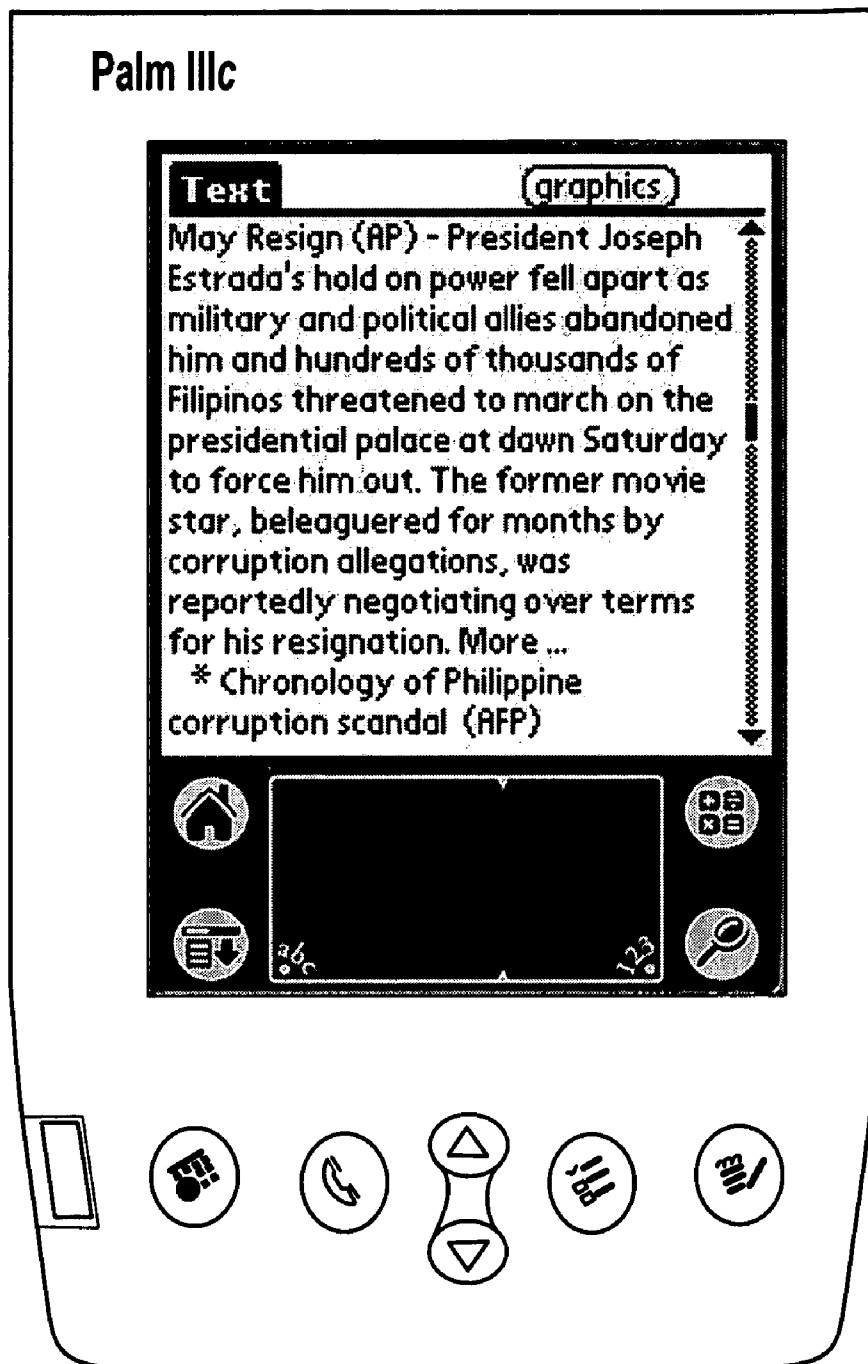 Palm IIIc
Text
graphics
May Resign (AP) - President Joseph
Estrada's hold on power fell apart as
military and political allies abandoned
him and hundreds of thousands of
Filipinos threatened to march on the
presidential palace at dawn Saturday
to force him out. The former movie
star, beleaguered for months by
corruption allegations, was
reportedly negotiating over terms
for his resignation. More ...
* Chronology of Philippine
corruption scandal (AFP)
abc
123